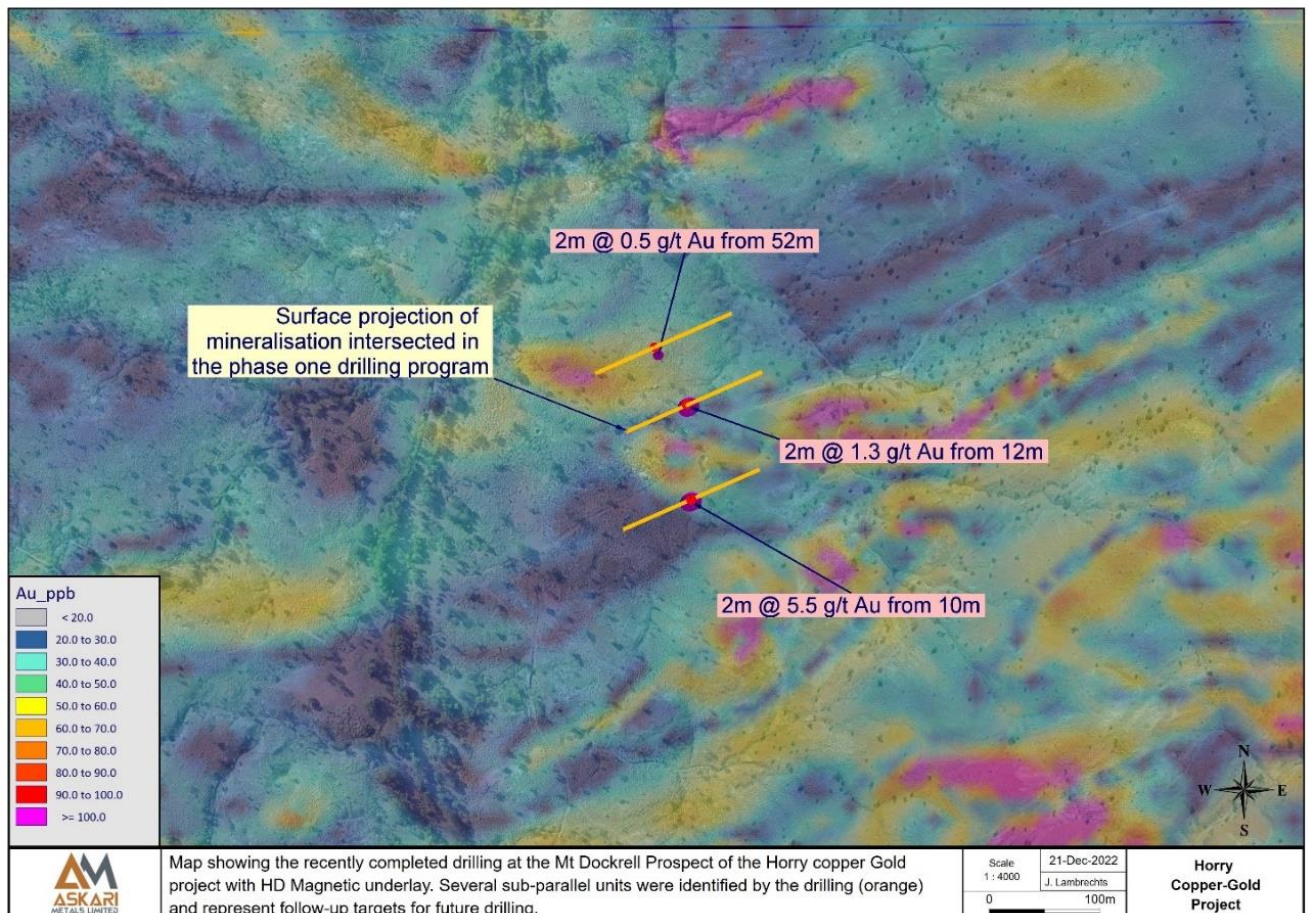 2m @ 0.5 g/t Au from 52m
Surface projection of
mineralisation intersected in
the phase one drilling program
2m @ 1.3 g/t Au from 12m
2m @ 5.5 g/t Au from 10m
Au_ppb
< 20.0
20.0 to 30.0
30.0 to 40.0
40.0 to 50.0
50.0 to 60.0
60.0 to 70.0
70.0 to 80.0
80.0 to 90.0
90.0 to 100.0
>= 100.0
N
W E
S
AM
ASKARI
METALS LIMITED
Map showing the recently completed drilling at the Mt Dockrell Prospect of the Horry copper Gold
project with HD Magnetic underlay. Several sub-parallel units were identified by the drilling (orange)
and represent follow-up targets for future drilling.
Scale
1 : 4000
21-Dec-2022
J. Lambrechts
0 100m
Horry
Copper-Gold
Project